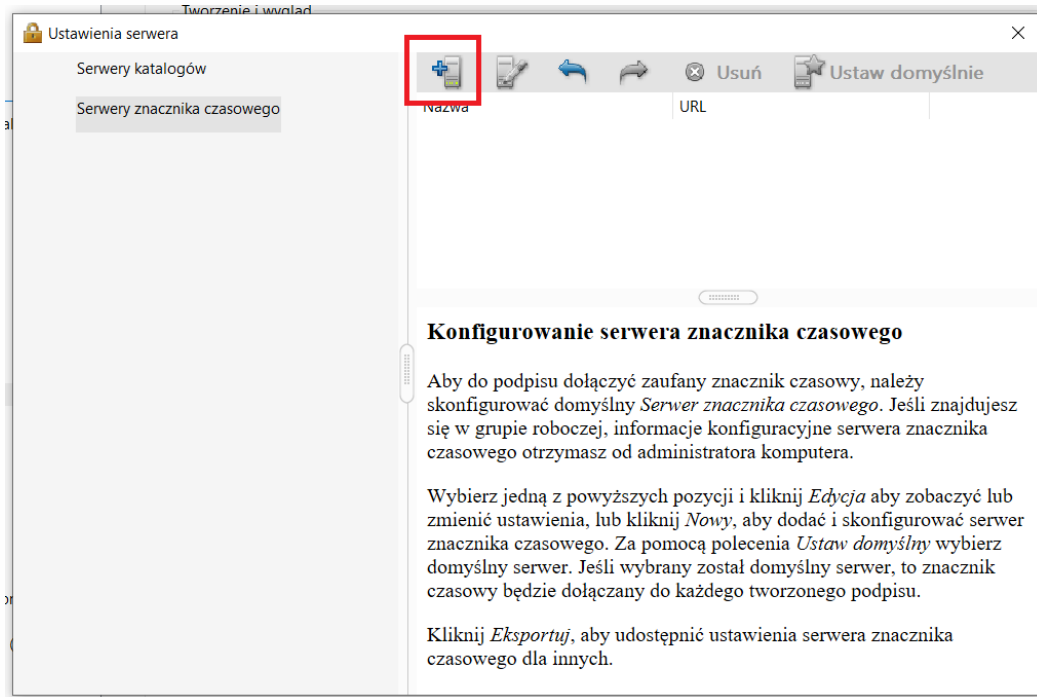 Tworzenie i wygląd
Ustawienia serwera
Serwery katalogów
Serwery znacznika czasowego
Usuń
Ustaw domyślnie
Nazwa
URL
Konfigurowanie serwera znacznika czasowego
Aby do podpisu dołączyć zaufany znacznik czasowy, należy
skonfigurować domyślny Serwer znacznika czasowego. Jeśli znajdujesz
się w grupie roboczej, informacje konfiguracyjne serwera znacznika
czasowego otrzymasz od administratora komputera.
Wybierz jedną z powyższych pozycji i kliknij Edycja aby zobaczyć lub
zmienić ustawienia, lub kliknij Nowy, aby dodać i skonfigurować serwer
znacznika czasowego. Za pomocą polecenia Ustaw domyślny wybierz
domyślny serwer. Jeśli wybrany został domyślny serwer, to znacznik
czasowy będzie dołączany do każdego tworzonego podpisu.
Kliknij Eksportuj, aby udostępnić ustawienia serwera znacznika
czasowego dla innych.